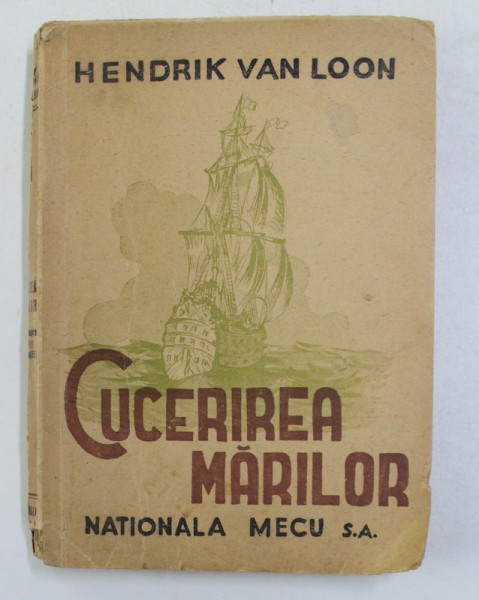 HENDRIK VAN LOON
CUCERIREA
MĂRILOR
NATIONALA MECU S.A.